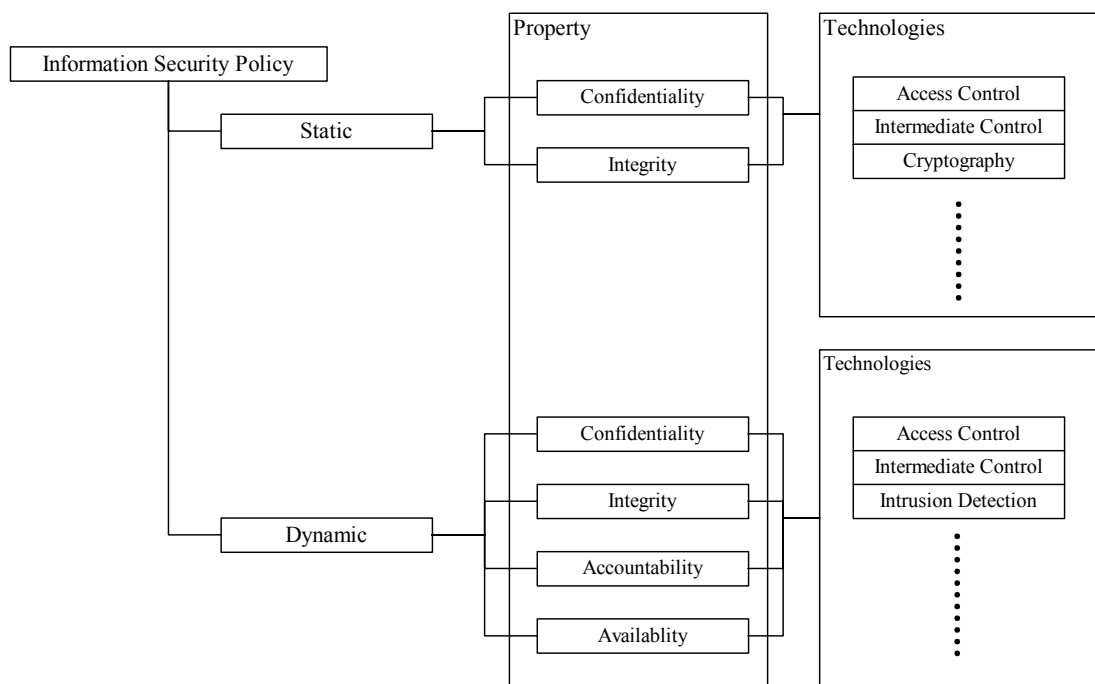 Property
Technologies
Information Security Policy
Confidentiality
Access Control
Static
Intermediate Control
Integrity
Cryptography
Technologies
Confidentiality
Access Control
Intermediate Control
Integrity
Intrusion Detection
Dynamic
Accountability
Availablity